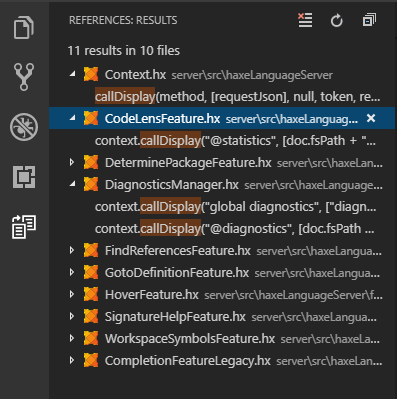 REFERENCES: RESULTS
11 results in 10 files
Context.hx server\src\haxeLanguageServer
callDisplay(method, [requestJson], null, token, re...
CodeLensFeature.hx server\src\haxeLanguage...
context.callDisplay("@statistics", [doc.fsPath + "...
DeterminePackageFeature.hx server\src\haxeL...
DiagnosticsManager.hx server\src\haxeLangua...
context.callDisplay("global diagnostics", ["diagn...
context.callDisplay("@diagnostics", [doc.fsPath ...
FindReferencesFeature.hx server\src\haxeLangua...
GotoDefinitionFeature.hx server\src\haxeLangua...
HoverFeature.hx server\src\haxeLanguageServer\f...
SignatureHelpFeature.hx server\src\haxeLangua...
WorkspaceSymbolsFeature.hx server\src\haxe...
CompletionFeatureLegacy.hx server\src\haxeLan...